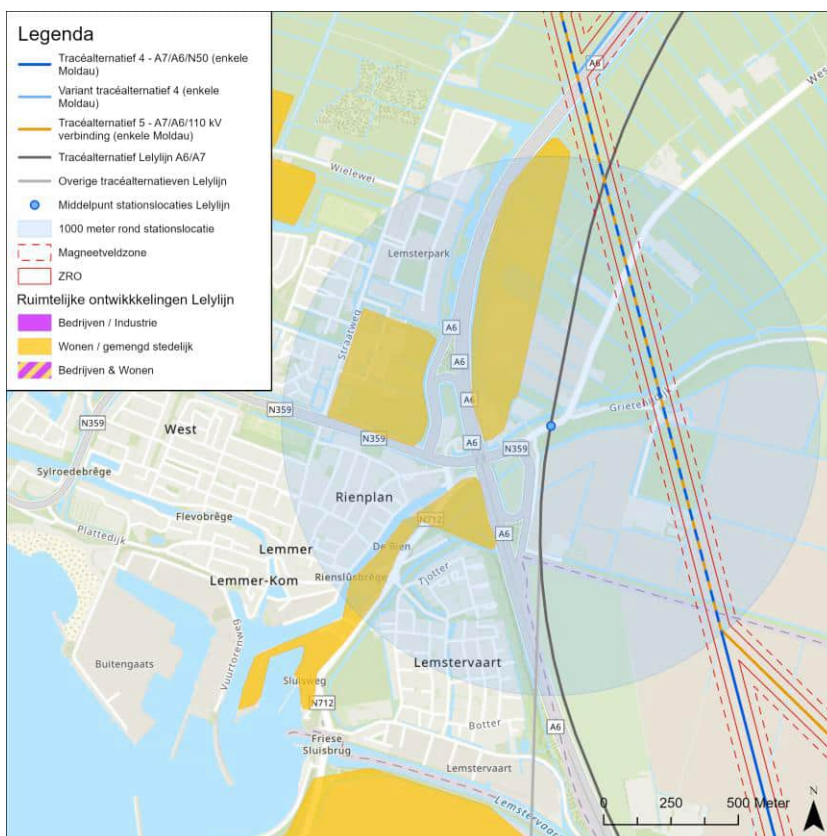 Legenda
Tracéalternatief 4 - A7/A6/N50 (enkele
Moldau)
Variant tracéalternatief 4 (enkele
Moldau)
Tracéalternatief 5 - A7/A6/110 kV
verbinding (enkele Moldau)
Tracéalternatief Lelylijn A6/A7
Overige tracéalternatieven Lelylijn
Middelpunt stationslocaties Lelylijn
1000 meter rond stationslocatie
Magneetveldzone
ZRO
Ruimtelijke ontwikkkelingen Lelylijn
Bedrijven / Industrie
Wonen / gemengd stedelijk
Bedrijven & Wonen
A6
Wielewei
Lemsterpark
Straatweg
A6
A6
A6
A6
N359
N359
N359
N359
West
Sylroedebrêge
Flevobrêge
Plattedijk
Rienplan
N712
De Rien
Lemmer
Rienslûsbrêge
Lemmer-Kom
Tjotter
A6
Vuurtorenweg
Buitengaats
Lemstervaart
Sluisweg
N712
Friese
Sluisbrug
Botter
A6
Lemstervaart
0 250 500 Meter
N